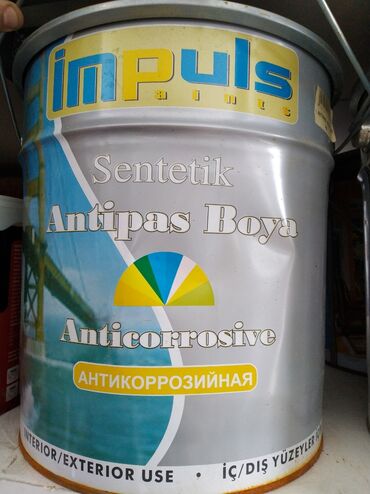 impuls
Paints
Sentetik
Antipas Boya
Anticorrosive
АНТИКОРРОЗИЙНАЯ
INTERIOR/EXTERIOR USE • İÇ/DIŞ YÜZEYLER